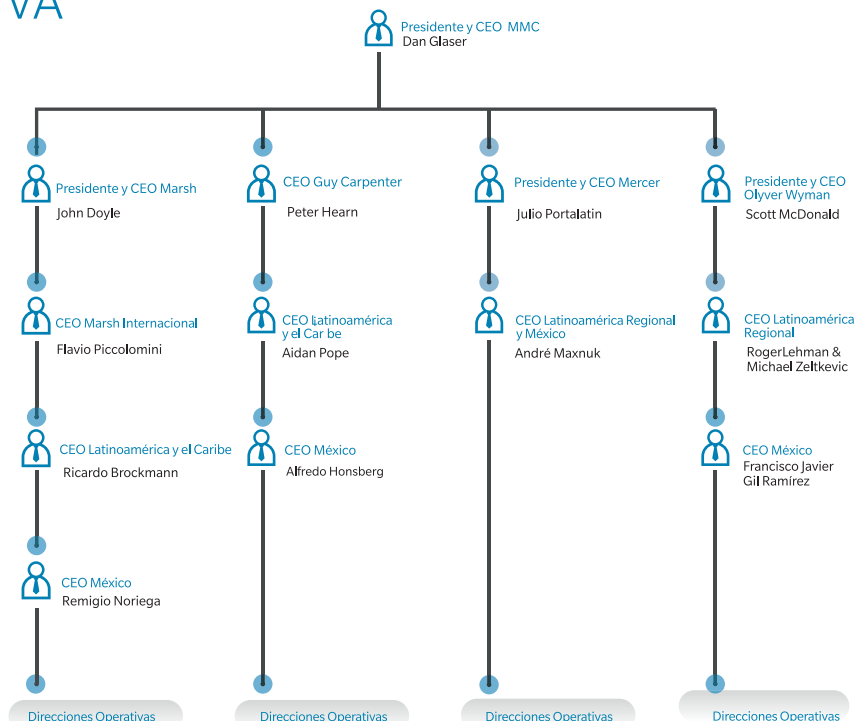 VA
Presidente y CEO MMC
Dan Glaser
Presidente y CEO Marsh
John Doyle
CEO Marsh Internacional
Flavio Piccolomini
CEO Latinoamérica y el Caribe
Ricardo Brockmann
CEO México
Remigio Noriega
Direcciones Operativas
CEO Guy Carpenter
Peter Hearn
CEO Latinoamérica
y el Car be
Aidan Pope
CEO México
Alfredo Honsberg
Direcciones Operativas
Presidente y CEO Mercer
Julio Portalatin
CEO Latinoamérica Regional
y México
André Maxnuk
Direcciones Operativas
Presidente y CEO
Olyver Wyman
Scott McDonald
CEO Latinoamérica
Regional
RogerLehman &
Michael Zeltkevic
CEO México
Francisco Javier
Gil Ramírez
Direcciones Operativas